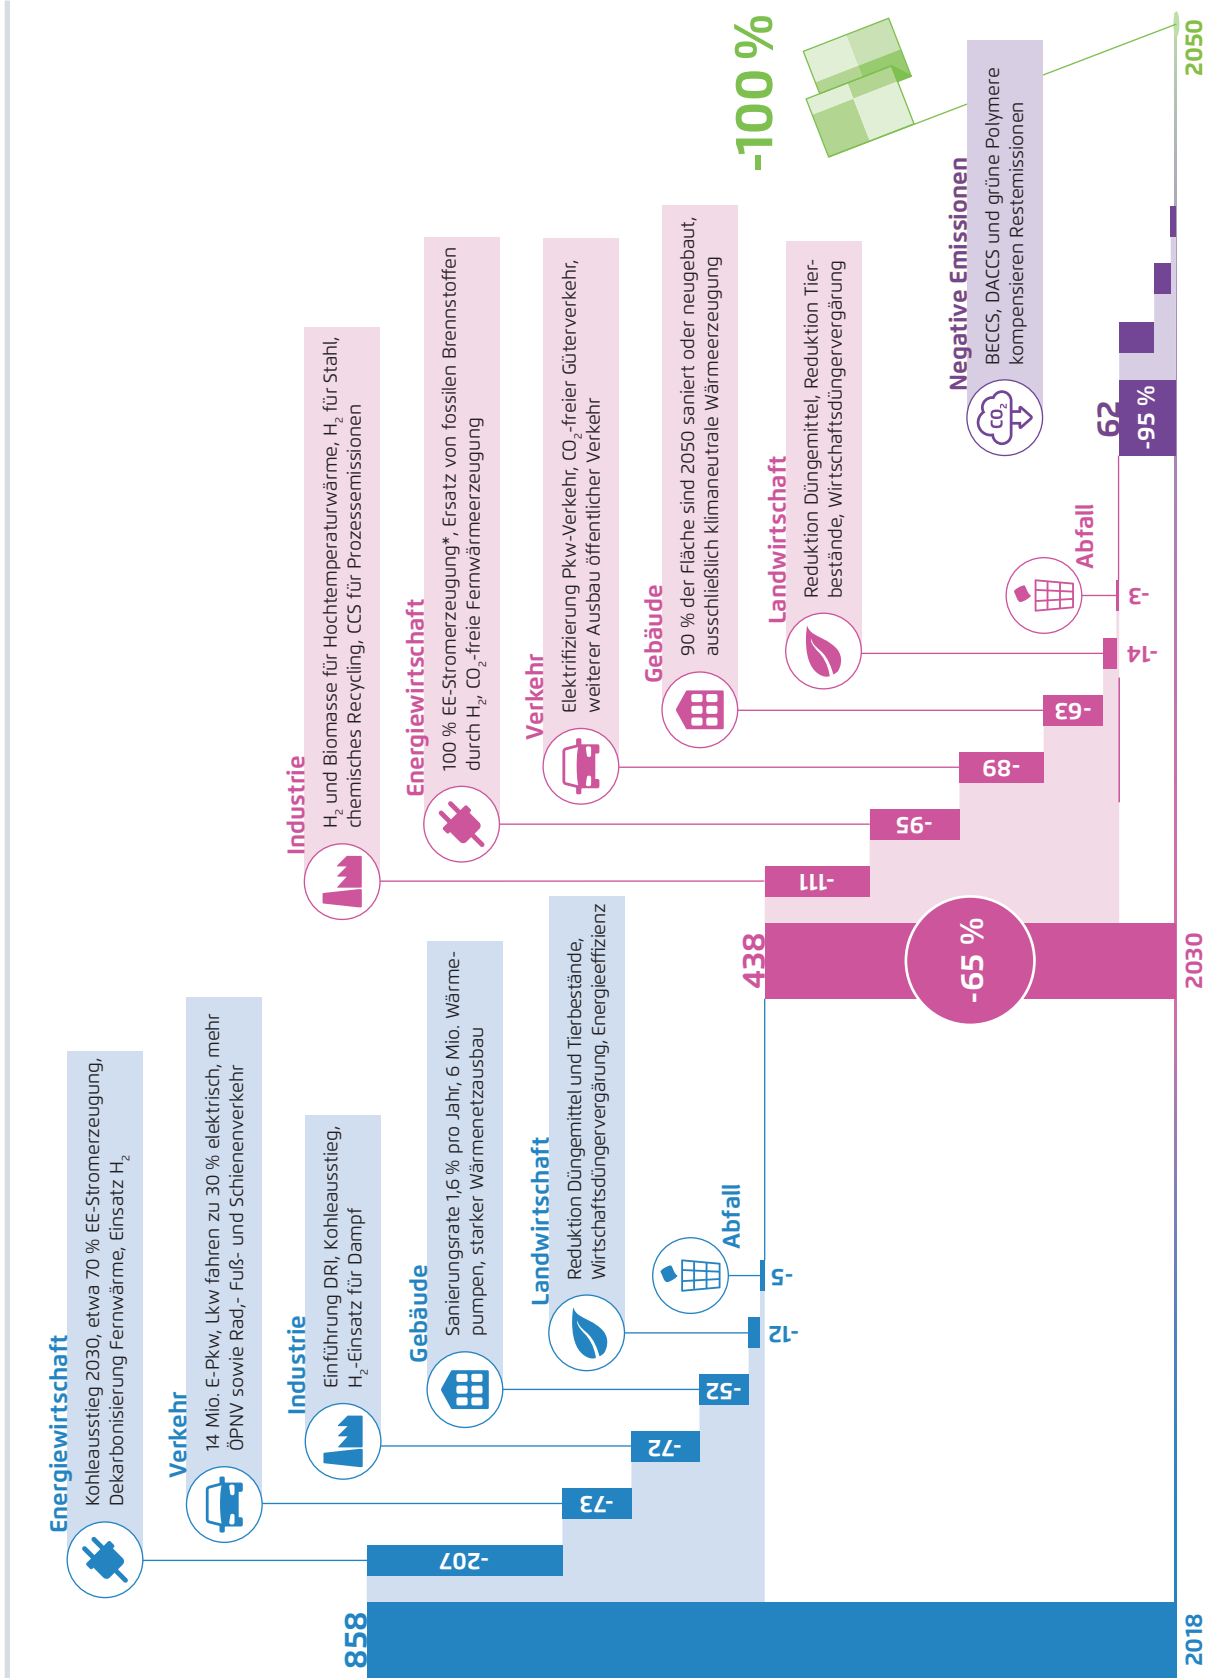 Energiewirtschaft
Kohleausstieg 2030, etwa 70 % EE-Stromerzeugung,
Dekarbonisierung Fernwärme, Einsatz H₂
Verkehr
14 Mio. E-Pkw, Lkw fahren zu 30 % elektrisch, mehr
ÖPNV sowie Rad,- Fuß- und Schienenverkehr
Industrie
Einführung DRI, Kohleausstieg,
H₂-Einsatz für Dampf
Gebäude
Sanierungsrate 1,6 % pro Jahr, 6 Mio. Wärme-
pumpen, starker Wärmenetzausbau
Landwirtschaft
Reduktion Düngemittel und Tierbestände,
Wirtschaftsdüngervergärung, Energieeffizienz
Abfall
858
-207
-73
-72
-52
-12
-5
Industrie
H₂ und Biomasse für Hochtemperaturwärme, H₂ für Stahl,
chemisches Recycling, CCS für Prozessemissionen
Energiewirtschaft
100 % EE-Stromerzeugung*, Ersatz von fossilen Brennstoffen
durch H₂, CO₂-freie Fernwärmeerzeugung
Verkehr
Elektrifizierung Pkw-Verkehr, CO₂-freier Güterverkehr,
weiterer Ausbau öffentlicher Verkehr
Gebäude
90 % der Fläche sind 2050 saniert oder neugebaut,
ausschließlich klimaneutrale Wärmeerzeugung
Landwirtschaft
Reduktion Düngemittel, Reduktion Tier-
bestände, Wirtschaftsdüngervergärung
Abfall
438
-65 %
-111
-95
-89
-63
-14
-3
Negative Emissionen
CO₂
BECCS, DACCS und grüne Polymere
kompensieren Restemissionen
62
-95 %
-100 %
2018
2030
2050